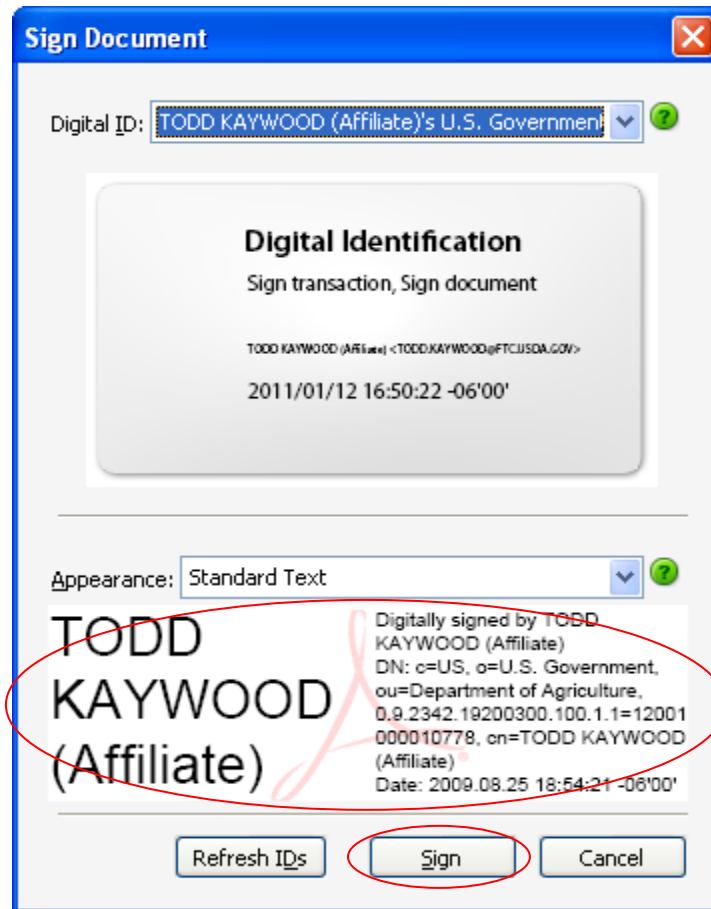 Sign Document
Digital ID: TODD KAYWOOD (Affiliate)'s U.S. Government
Digital Identification
Sign transaction, Sign document
TODD KAYWOOD (Affiliate) <TODD.KAYWOOD@FTC.USDA.GOV>
2011/01/12 16:50:22 -06'00'
Appearance: Standard Text
TODD
KAYWOOD
(Affiliate)
Digitally signed by TODD
KAYWOOD (Affiliate)
DN: c=US, o=U.S. Government,
ou=Department of Agriculture,
0.9.2342.19200300.100.1.1=12001
000010778, cn=TODD KAYWOOD
(Affiliate)
Date: 2009.08.25 18:54:21 -06'00'
Refresh IDs
Sign
Cancel